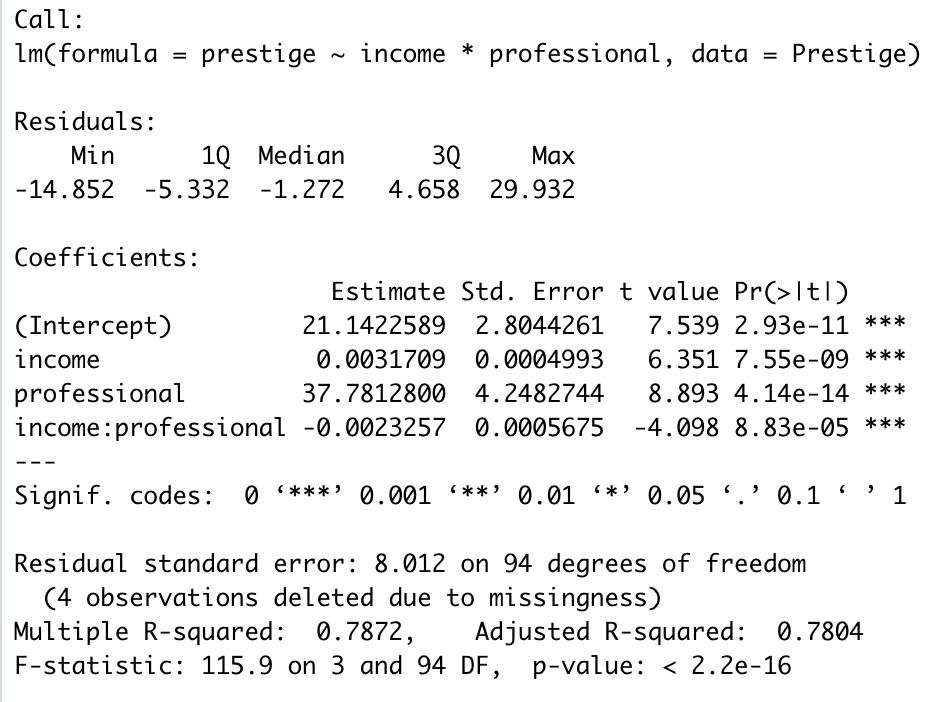 Call:
lm(formula = prestige ~ income * professional, data = Prestige)
Residuals:
    Min      1Q  Median      3Q     Max
-14.852  -5.332  -1.272   4.658  29.932
Coefficients:
                      Estimate Std. Error t value Pr(>|t|)
(Intercept)         21.1422589  2.8044261   7.539 2.93e-11 ***
income               0.0031709  0.0004993   6.351 7.55e-09 ***
professional        37.7812800  4.2482744   8.893 4.14e-14 ***
income:professional -0.0023257  0.0005675  -4.098 8.83e-05 ***
---
Signif. codes:  0 ‘***’ 0.001 ‘**’ 0.01 ‘*’ 0.05 ‘.’ 0.1 ‘ ’ 1
Residual standard error: 8.012 on 94 degrees of freedom
  (4 observations deleted due to missingness)
Multiple R-squared:  0.7872,    Adjusted R-squared:  0.7804
F-statistic: 115.9 on 3 and 94 DF,  p-value: < 2.2e-16